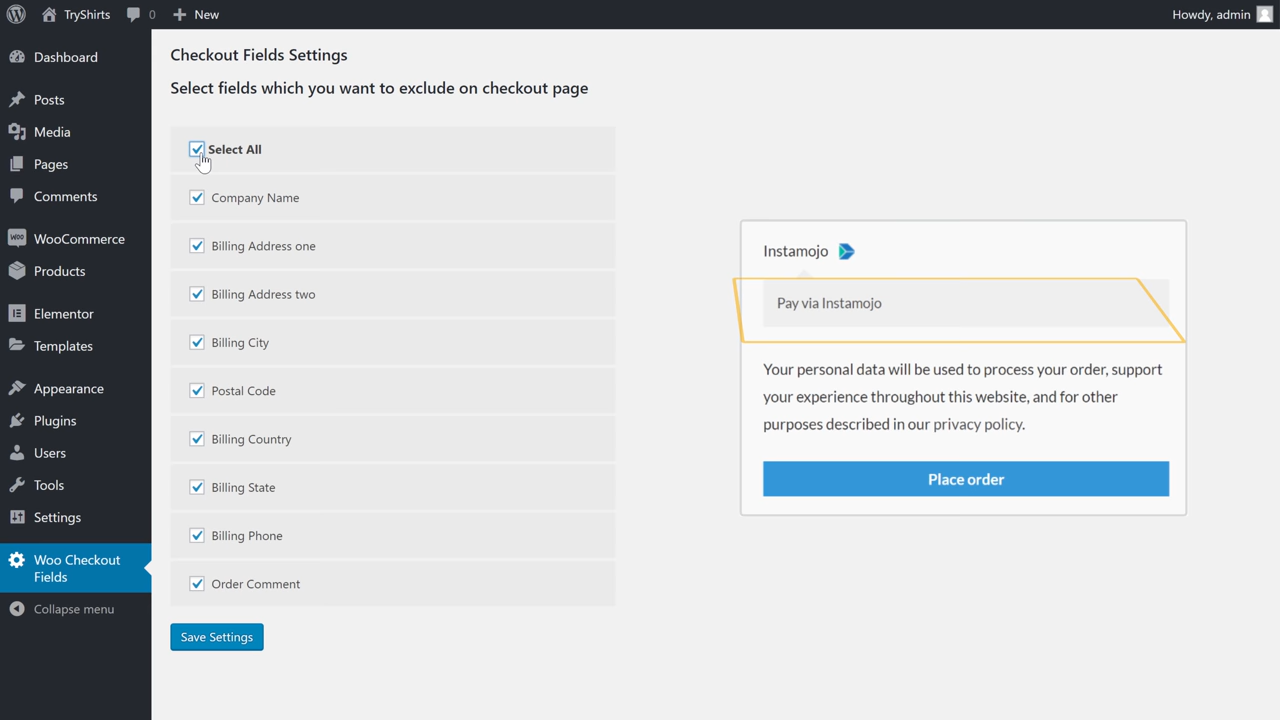 TryShirts
0
New
Howdy, admin
Dashboard
Posts
Media
Pages
Comments
WooCommerce
Products
Elementor
Templates
Appearance
Plugins
Users
Tools
Settings
Woo Checkout
Fields
Collapse menu
Checkout Fields Settings
Select fields which you want to exclude on checkout page
Select All
Company Name
Billing Address one
Billing Address two
Billing City
Postal Code
Billing Country
Billing State
Billing Phone
Order Comment
Save Settings
Instamojo
Pay via Instamojo
Your personal data will be used to process your order, support
your experience throughout this website, and for other
purposes described in our privacy policy.
Place order